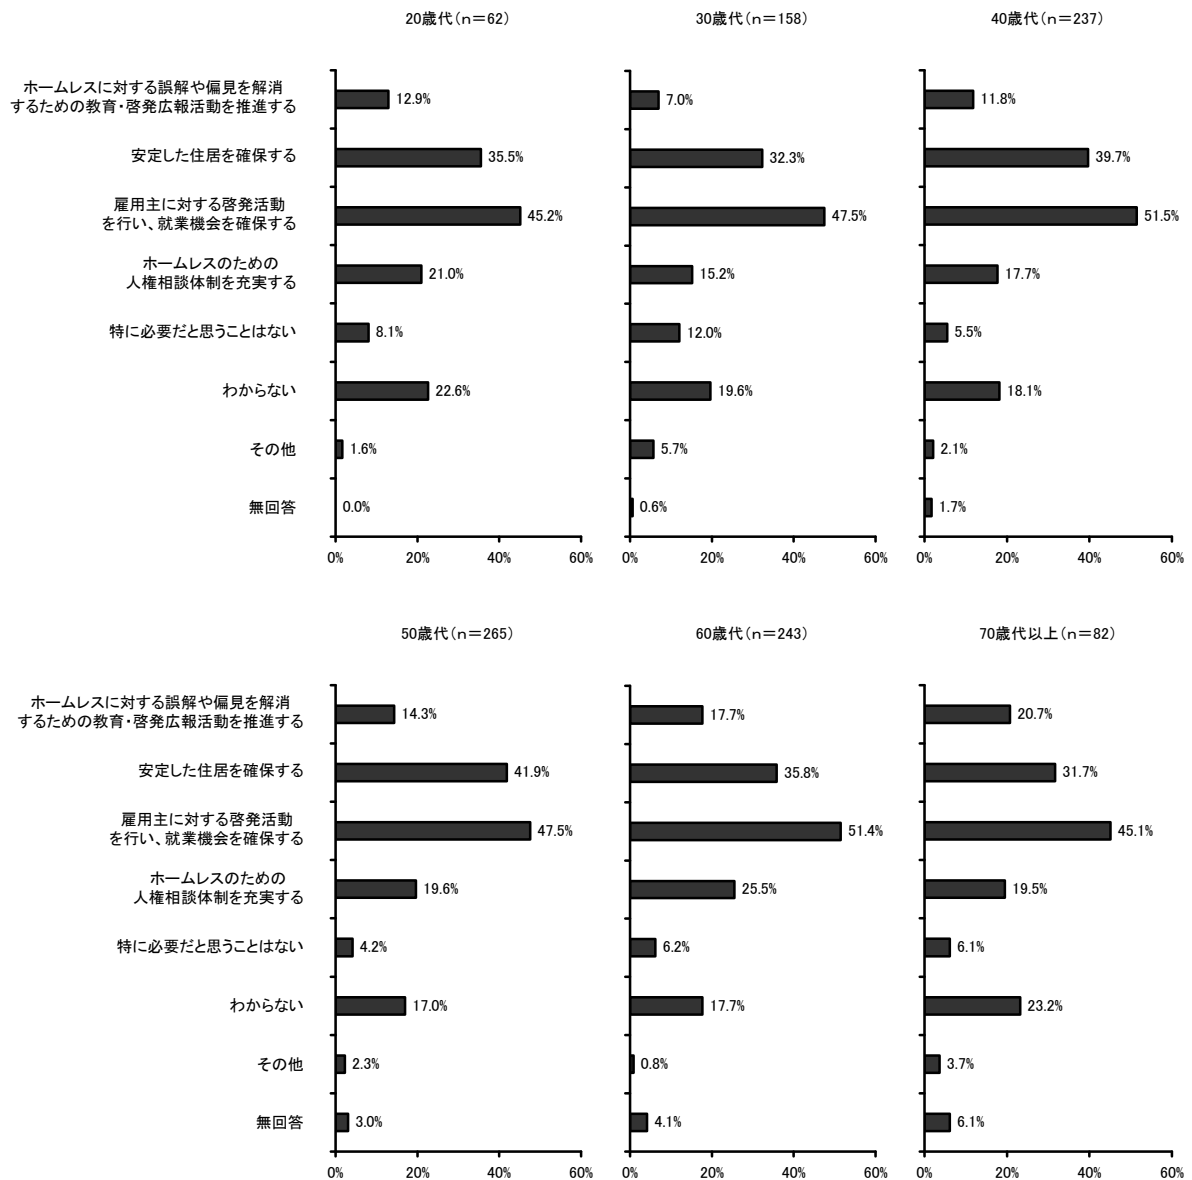 20歳代（n＝62）
30歳代（n＝158）
40歳代（n＝237）
ホームレスに対する誤解や偏見を解消
するための教育・啓発広報活動を推進する
12.9%
7.0%
11.8%
安定した住居を確保する
35.5%
32.3%
39.7%
雇用主に対する啓発活動
を行い、就業機会を確保する
45.2%
47.5%
51.5%
ホームレスのための
人権相談体制を充実する
21.0%
15.2%
17.7%
特に必要だと思うことはない
8.1%
12.0%
5.5%
わからない
22.6%
19.6%
18.1%
その他
1.6%
5.7%
2.1%
無回答
0.0%
0.6%
1.7%
0% 20% 40% 60%
0% 20% 40% 60%
0% 20% 40% 60%
50歳代（n＝265）
60歳代（n＝243）
70歳代以上（n＝82）
ホームレスに対する誤解や偏見を解消
するための教育・啓発広報活動を推進する
14.3%
17.7%
20.7%
安定した住居を確保する
41.9%
35.8%
31.7%
雇用主に対する啓発活動
を行い、就業機会を確保する
47.5%
51.4%
45.1%
ホームレスのための
人権相談体制を充実する
19.6%
25.5%
19.5%
特に必要だと思うことはない
4.2%
6.2%
6.1%
わからない
17.0%
17.7%
23.2%
その他
2.3%
0.8%
3.7%
無回答
3.0%
4.1%
6.1%
0% 20% 40% 60%
0% 20% 40% 60%
0% 20% 40% 60%